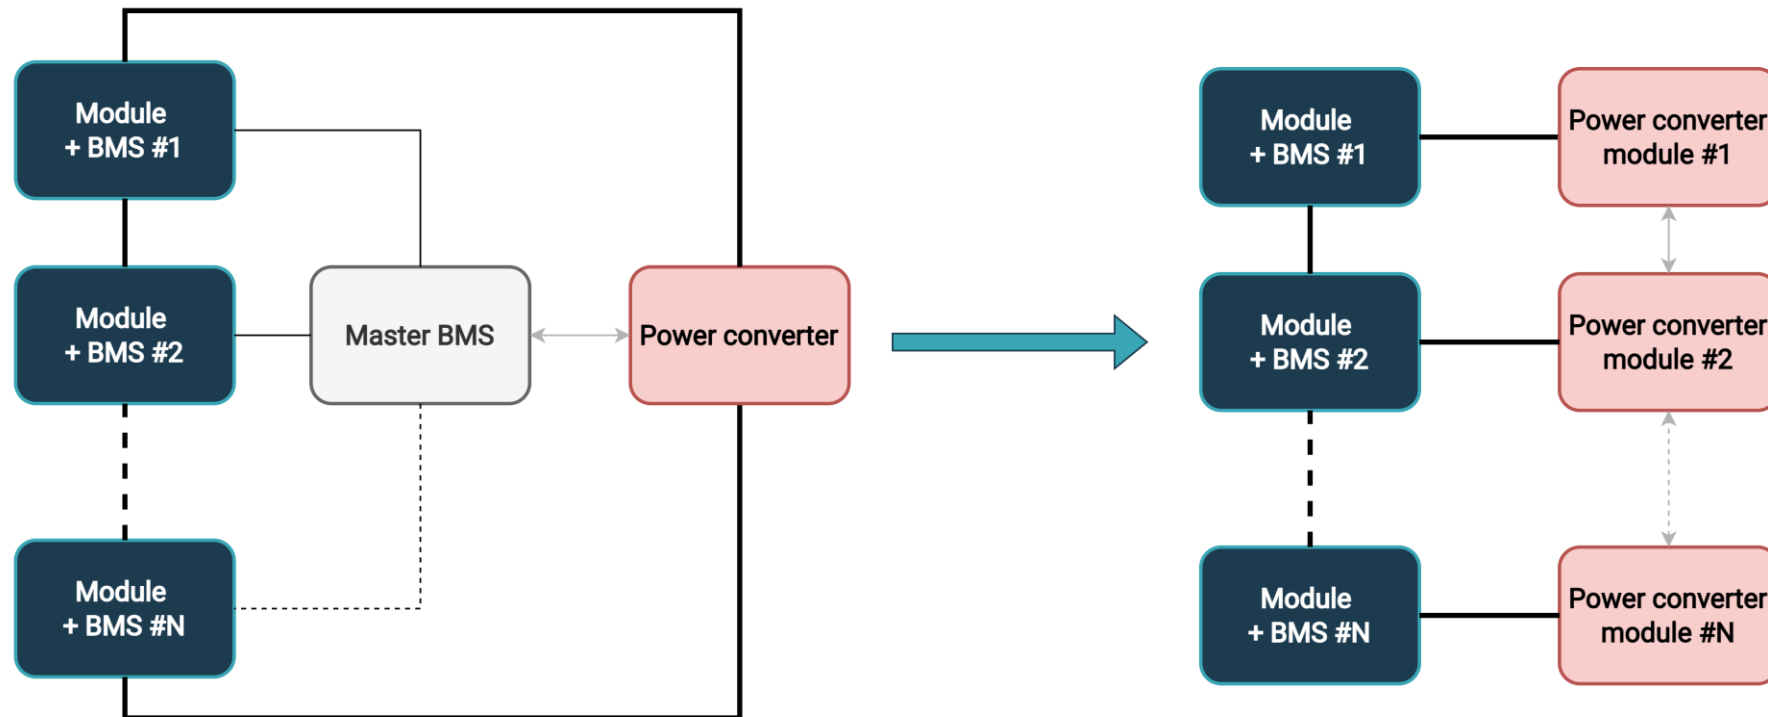 Module
+ BMS #1
Module
+ BMS #2
Master BMS
Power converter
Module
+ BMS #N
Module
+ BMS #1
Power converter
module #1
Module
+ BMS #2
Power converter
module #2
Module
+ BMS #N
Power converter
module #N